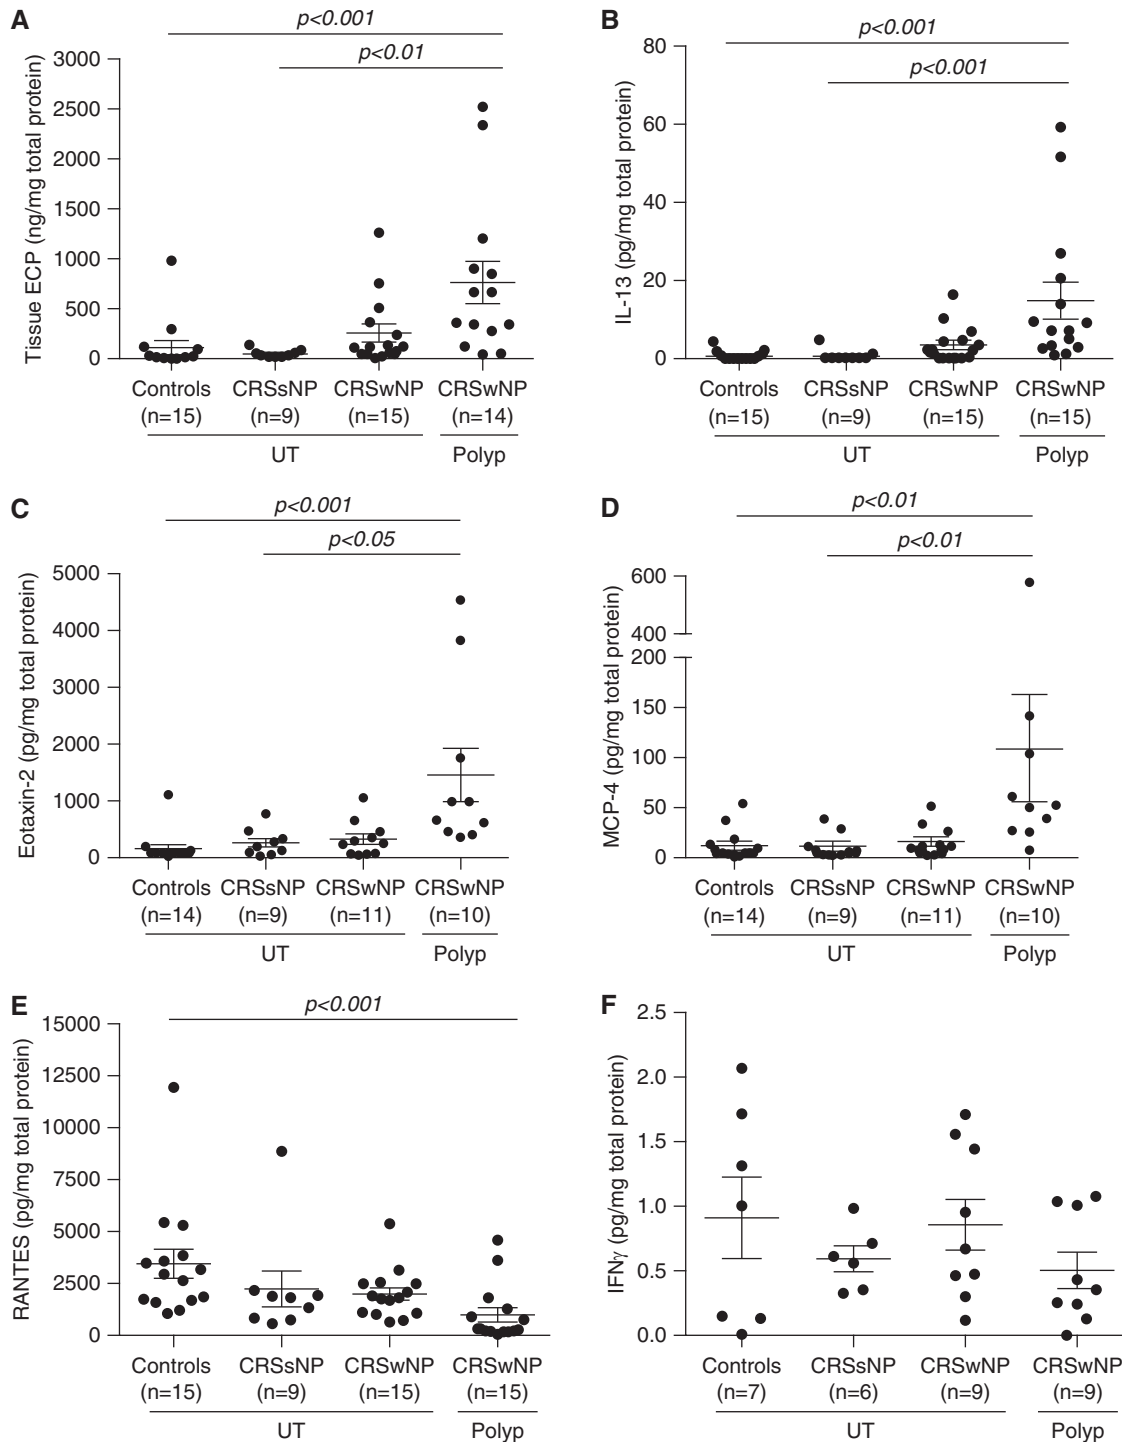 A
p<0.001
p<0.01
Tissue ECP (ng/mg total protein)
3000
2500
2000
1500
1000
500
0
Controls CRSsNP CRSwNP CRSwNP
(n=15) (n=9) (n=15) (n=14)
UT Polyp
B
p<0.001
p<0.001
IL-13 (pg/mg total protein)
80
60
40
20
0
Controls CRSsNP CRSwNP CRSwNP
(n=15) (n=9) (n=15) (n=15)
UT Polyp
C
p<0.001
p<0.05
Eotaxin-2 (pg/mg total protein)
5000
4000
3000
2000
1000
0
Controls CRSsNP CRSwNP CRSwNP
(n=14) (n=9) (n=11) (n=10)
UT Polyp
D
p<0.01
p<0.01
MCP-4 (pg/mg total protein)
600
400
200
150
100
50
0
Controls CRSsNP CRSwNP CRSwNP
(n=14) (n=9) (n=11) (n=10)
UT Polyp
E
p<0.001
RANTES (pg/mg total protein)
15000
12500
10000
7500
5000
2500
0
Controls CRSsNP CRSwNP CRSwNP
(n=15) (n=9) (n=15) (n=15)
UT Polyp
F
IFNγ (pg/mg total protein)
2.5
2.0
1.5
1.0
0.5
0.0
Controls CRSsNP CRSwNP CRSwNP
(n=7) (n=6) (n=9) (n=9)
UT Polyp